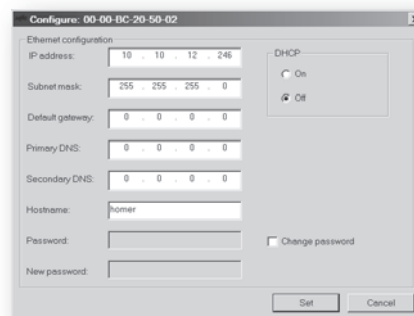 Configure: 00-00-BC-20-50-02
Ethernet configuration
IP address: 10 . 10 . 12 . 246
Subnet mask: 255 . 255 . 255 . 0
Default gateway: 0 . 0 . 0 . 0
Primary DNS: 0 . 0 . 0 . 0
Secondary DNS: 0 . 0 . 0 . 0
Hostname: homer
Password:
New password:
DHCP
On
Off
Change password
Set
Cancel